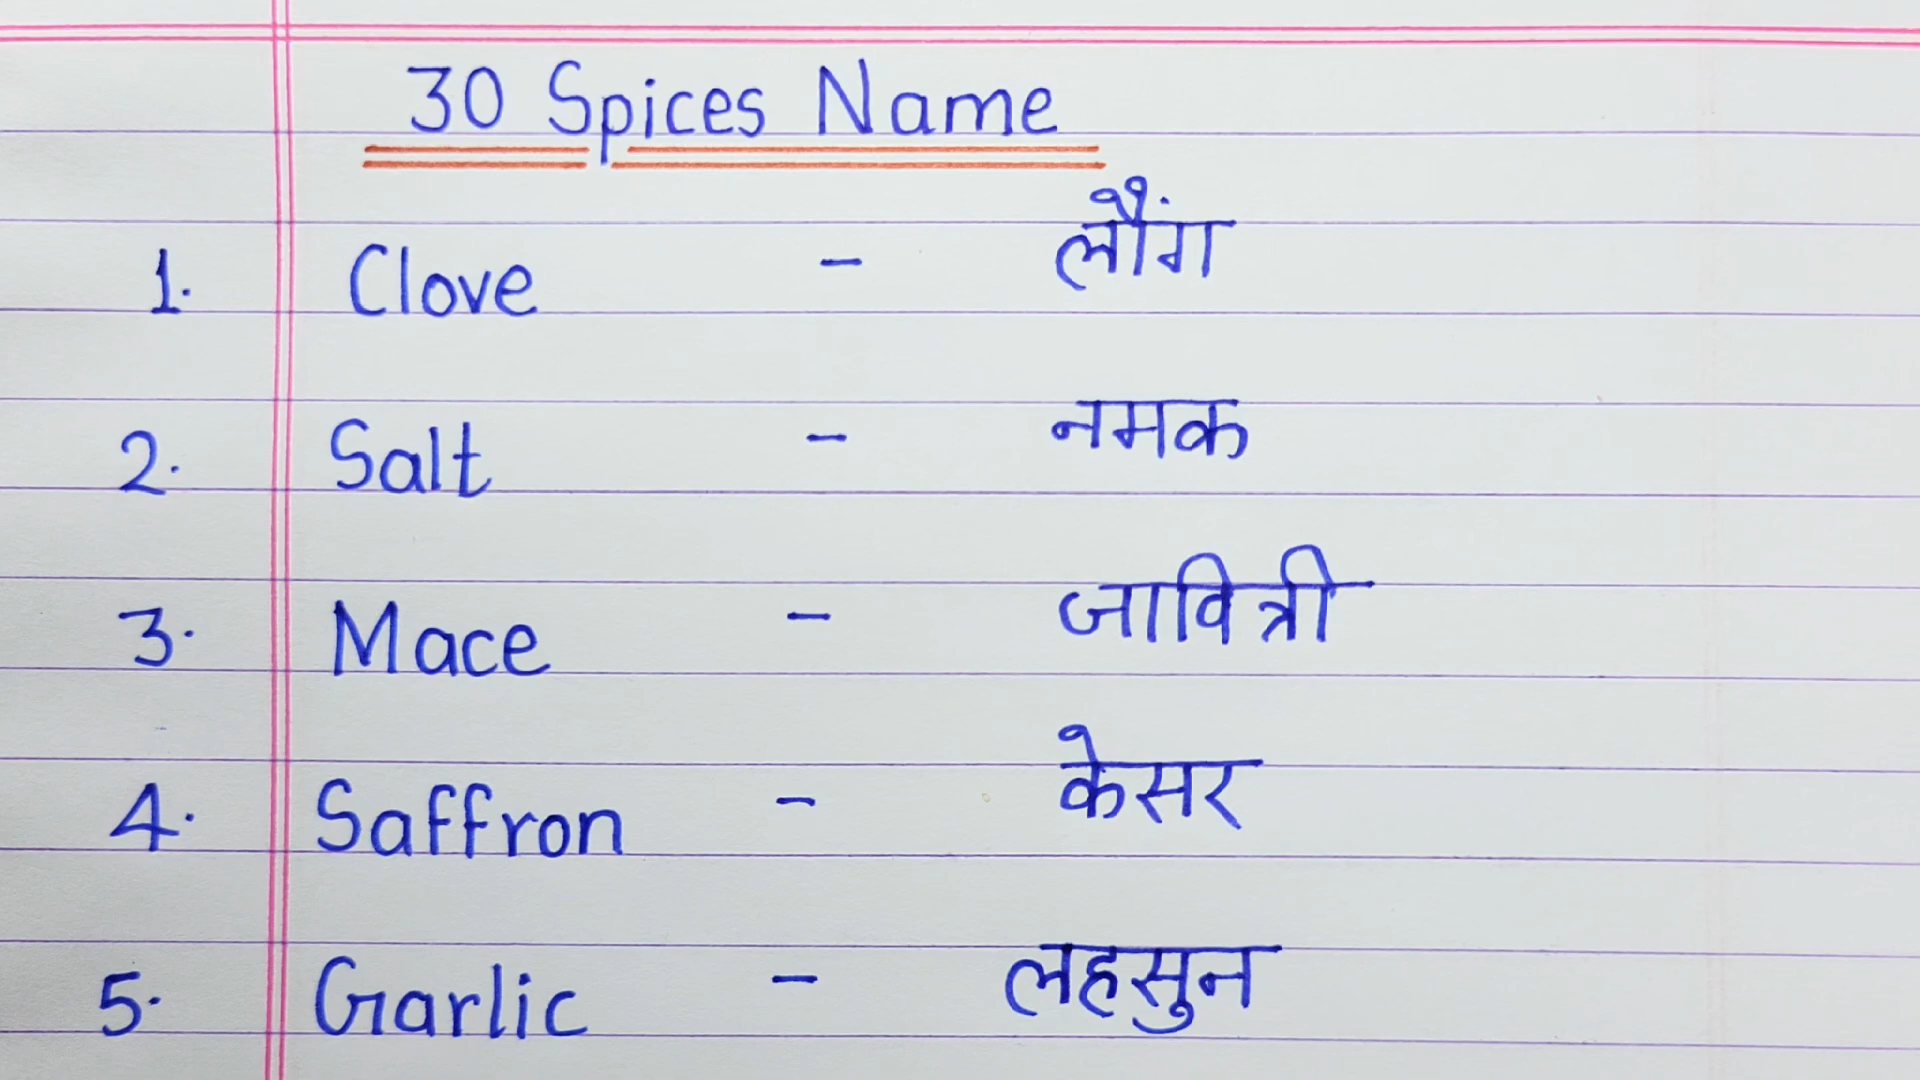 30 Spices Name
1. Clove - लौंग
2. Salt - नमक
3. Mace - जावित्री
4. Saffron - केसर
5. Garlic - लहसुन